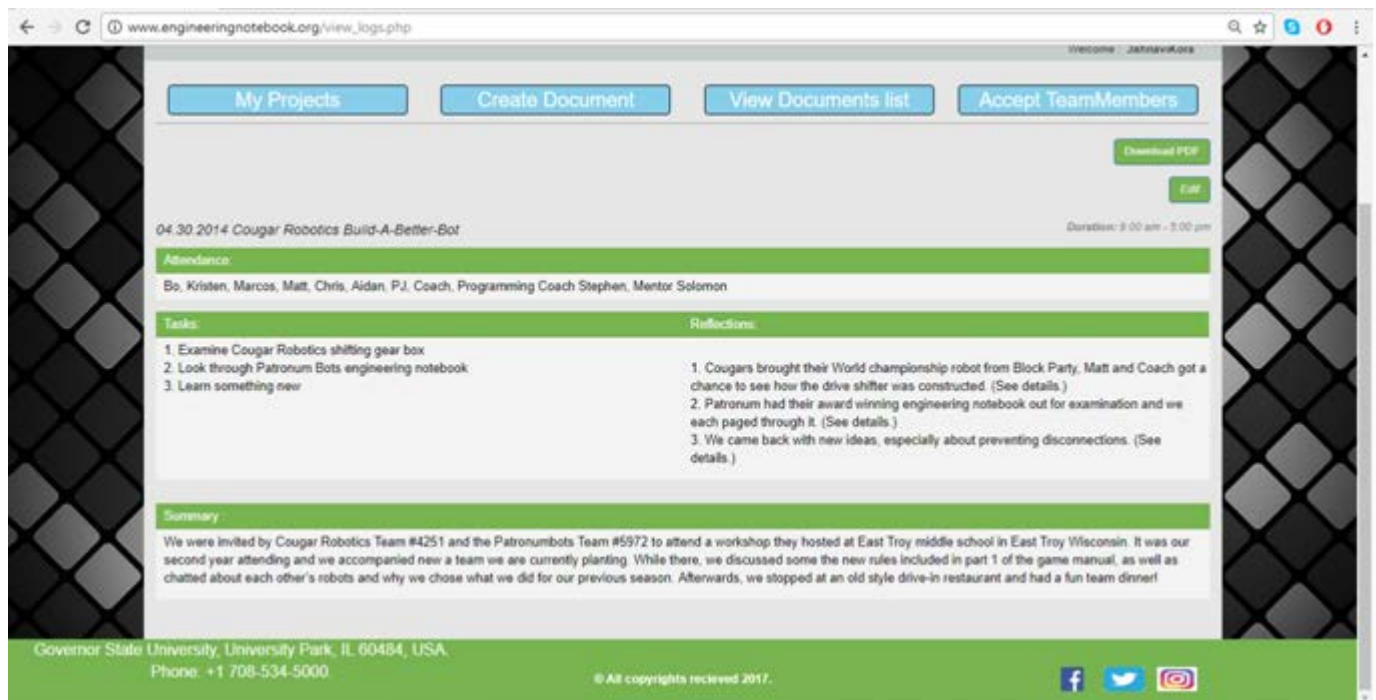 www.engineeringnotebook.org/view_logs.php
Welcome : JahnaviKora
My Projects
Create Document
View Documents list
Accept TeamMembers
Download PDF
Edit
04.30.2014 Cougar Robotics Build-A-Better-Bot
Duration: 9:00 am - 5:00 pm
Attendance:
Bo, Kristen, Marcos, Matt, Chris, Aidan, PJ, Coach, Programming Coach Stephen, Mentor Solomon
Tasks:
1. Examine Cougar Robotics shifting gear box
2. Look through Patronum Bots engineering notebook
3. Learn something new
Reflections:
1. Cougars brought their World championship robot from Block Party, Matt and Coach got a
chance to see how the drive shifter was constructed. (See details.)
2. Patronum had their award winning engineering notebook out for examination and we
each paged through it. (See details.)
3. We came back with new ideas, especially about preventing disconnections. (See
details.)
Summary :
We were invited by Cougar Robotics Team #4251 and the Patronumbots Team #5972 to attend a workshop they hosted at East Troy middle school in East Troy Wisconsin. It was our
second year attending and we accompanied new a team we are currently planting. While there, we discussed some the new rules included in part 1 of the game manual, as well as
chatted about each other's robots and why we chose what we did for our previous season. Afterwards, we stopped at an old style drive-in restaurant and had a fun team dinner!
Governor State University, University Park, IL 60484, USA.
Phone: +1 708-534-5000.
© All copyrights recieved 2017.